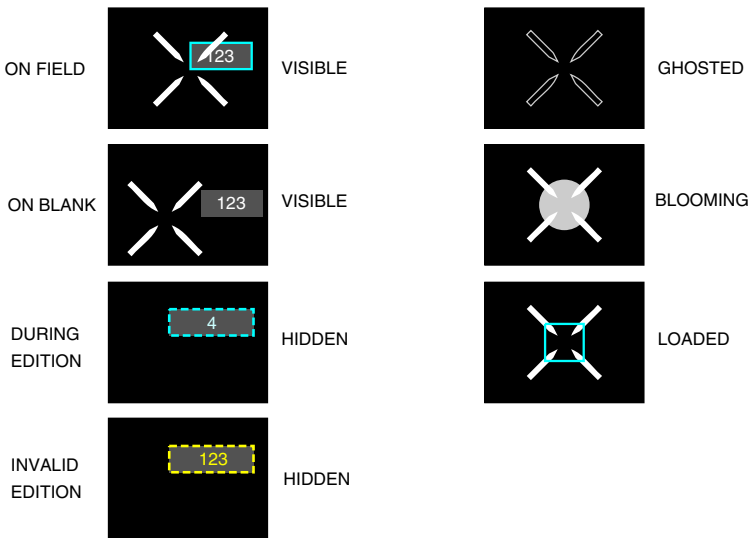 ON FIELD
123
VISIBLE
GHOSTED
ON BLANK
123
VISIBLE
BLOOMING
DURING
EDITION
4
HIDDEN
LOADED
INVALID
EDITION
123
HIDDEN